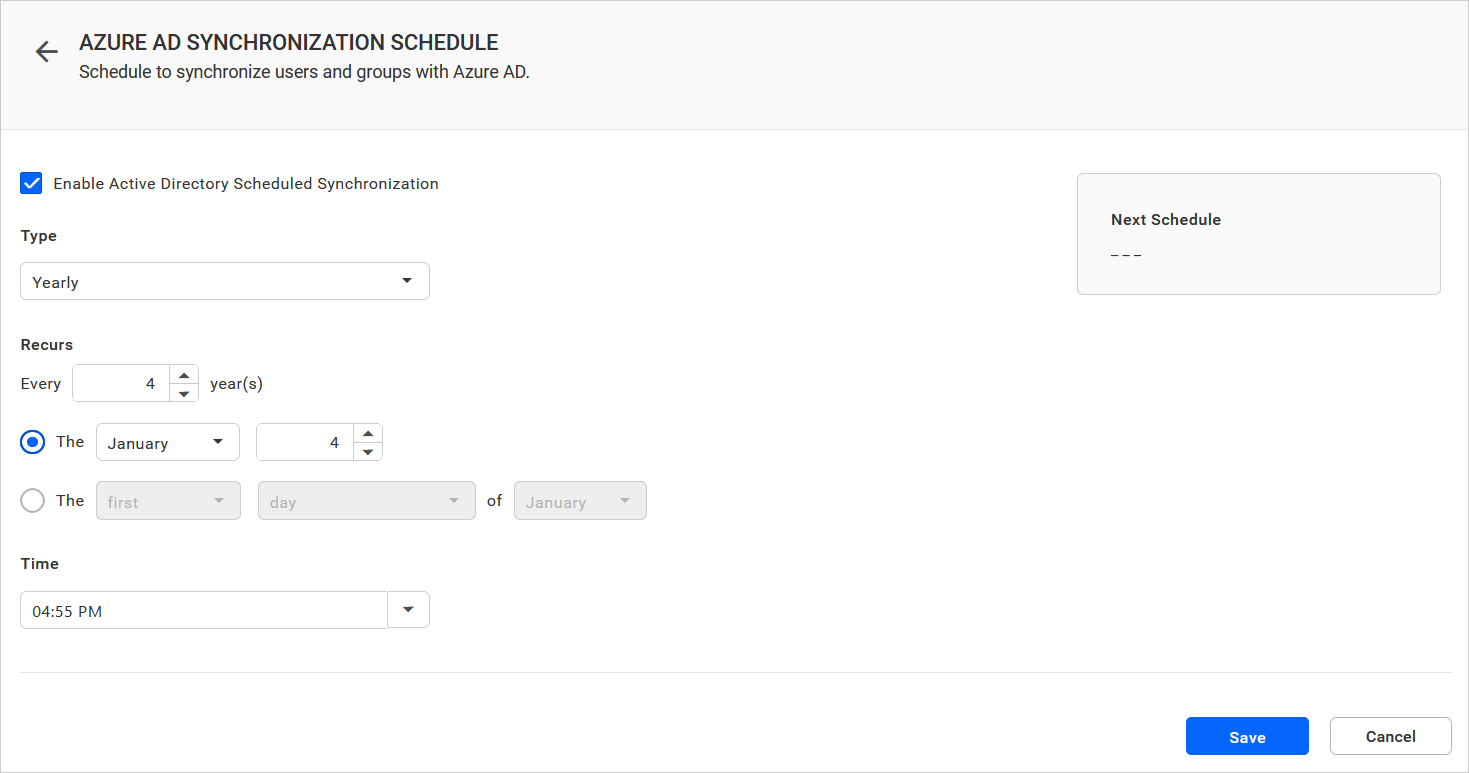 AZURE AD SYNCHRONIZATION SCHEDULE
Schedule to synchronize users and groups with Azure AD.
Enable Active Directory Scheduled Synchronization
Next Schedule
---
Type
Yearly
Recurs
Every 4 year(s)
The January 4
The first day of January
Time
04:55 PM
Save Cancel